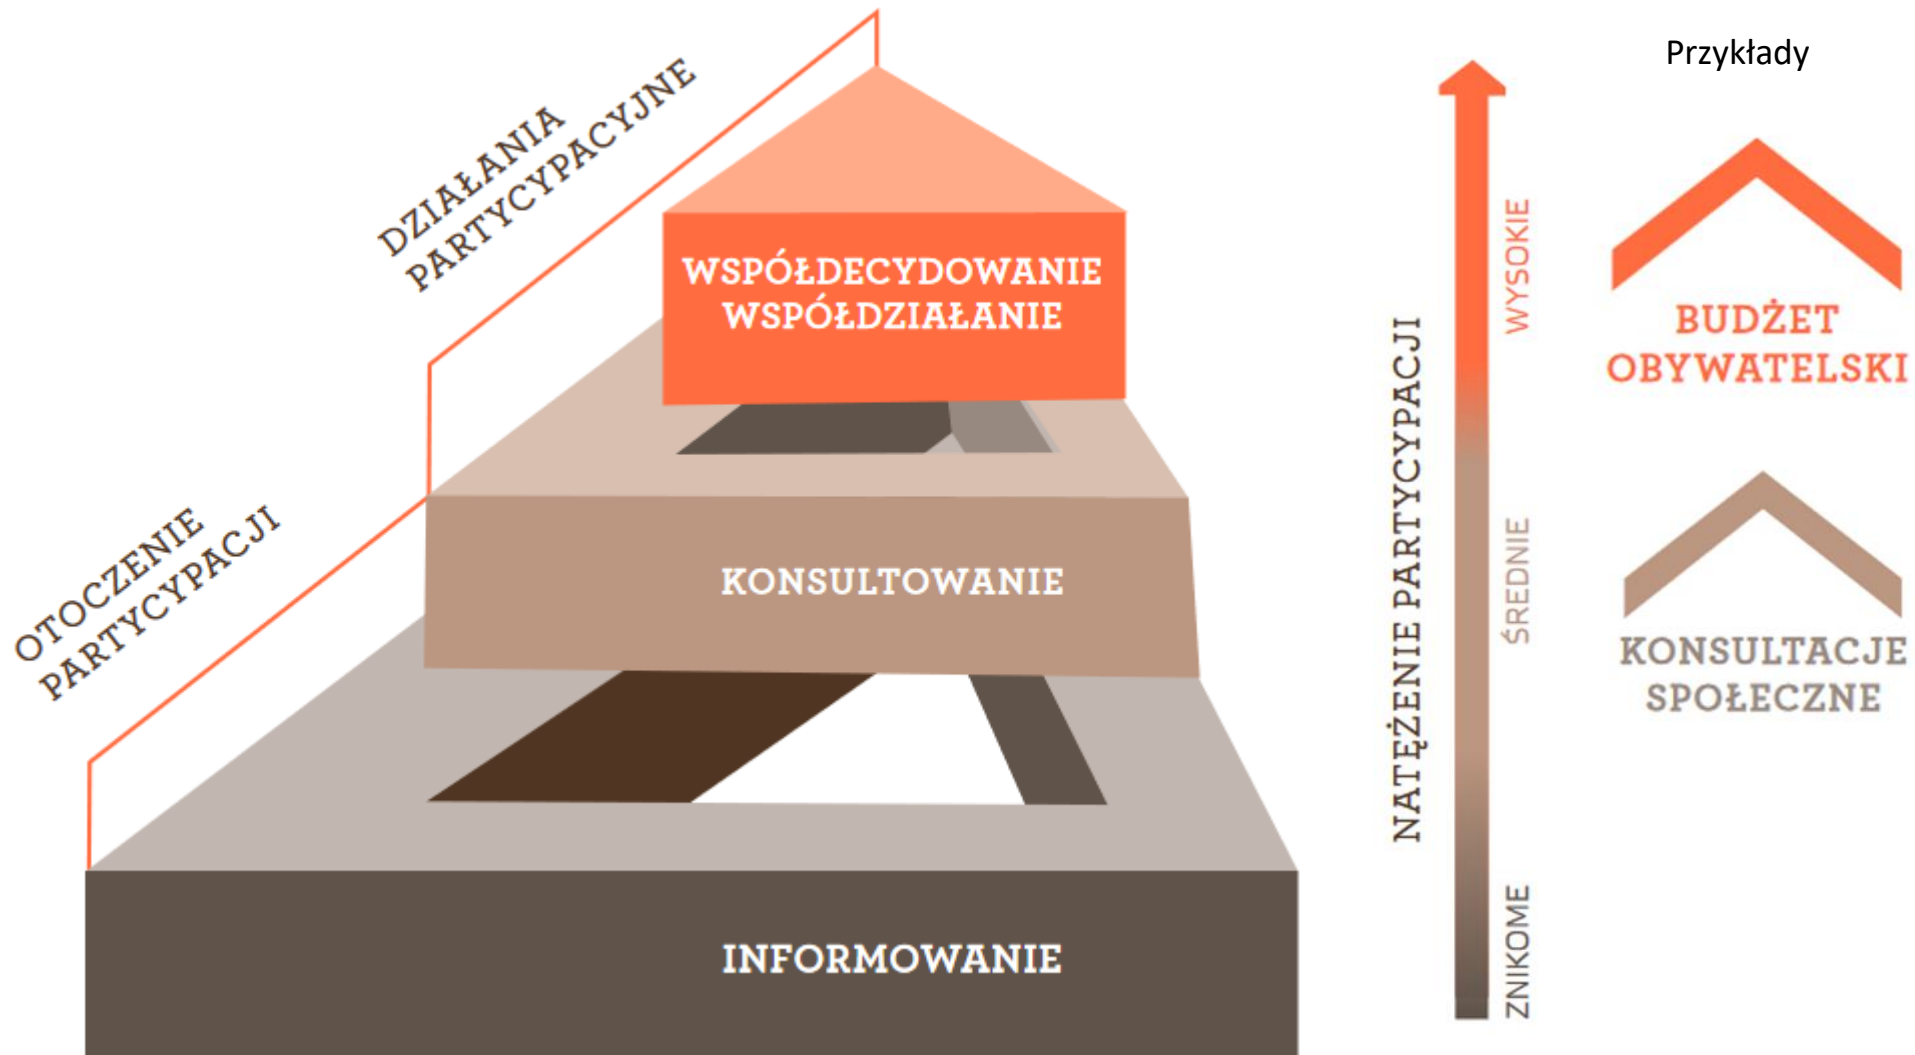 Przykłady
DZIAŁANIA
PARTYCYPACYJNE
OTOCZENIE
PARTYCYPACJI
WSPÓŁDECYDOWANIE
WSPÓŁDZIAŁANIE
KONSULTOWANIE
INFORMOWANIE
NATĘŻENIE PARTYCYPACJI
WYSOKIE
ŚREDNIE
ZNIKOME
BUDŻET
OBYWATELSKI
KONSULTACJE
SPOŁECZNE